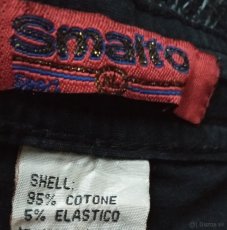 Smalto
SHELL:
95% COTONE
5% ELASTICO